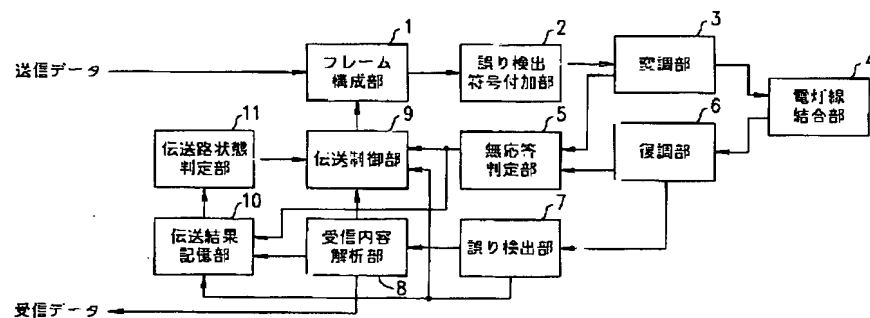 1
2
3
送信データ
フレーム
構成部
誤り検出
符号付加部
変調部
4
電灯線
結合部
11
9
5
6
伝送路状態
判定部
伝送制御部
無応答
判定部
復調部
10
7
伝送結果
記憶部
受信内容
解析部
誤り検出部
8
受信データ